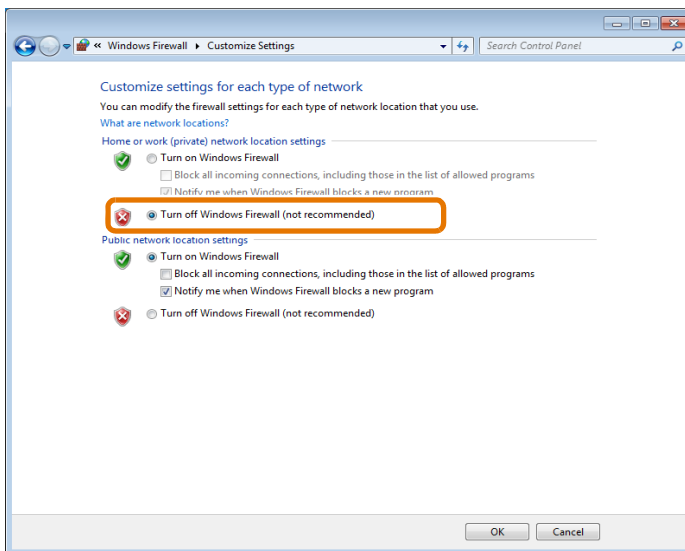 « Windows Firewall ▸ Customize Settings
Search Control Panel
Customize settings for each type of network
You can modify the firewall settings for each type of network location that you use.
What are network locations?
Home or work (private) network location settings
Turn on Windows Firewall
Block all incoming connections, including those in the list of allowed programs
Notify me when Windows Firewall blocks a new program
Turn off Windows Firewall (not recommended)
Public network location settings
Turn on Windows Firewall
Block all incoming connections, including those in the list of allowed programs
Notify me when Windows Firewall blocks a new program
Turn off Windows Firewall (not recommended)
OK
Cancel